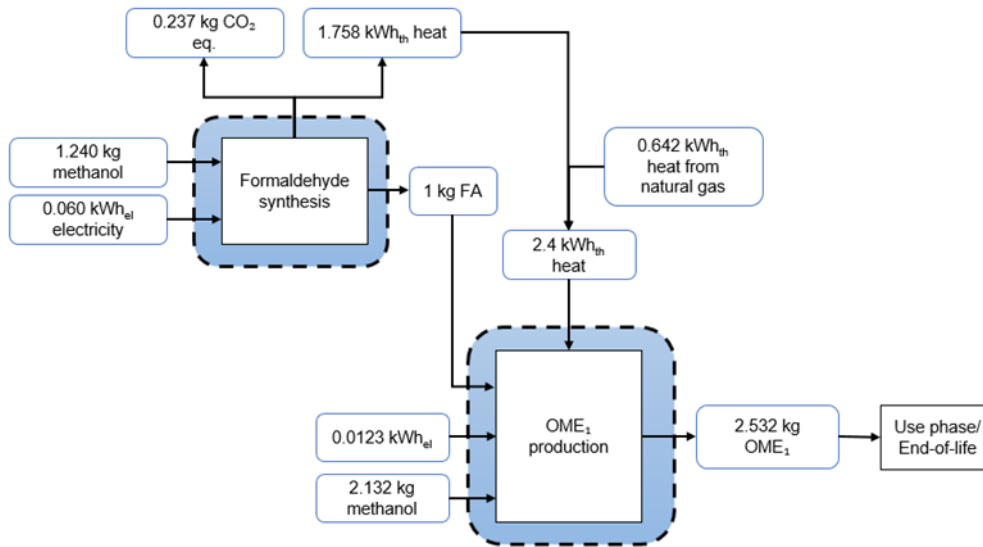 0.237 kg CO₂
eq.
1.758 kWhₜₕ heat
1.240 kg
methanol
0.060 kWhₑₗ
electricity
Formaldehyde
synthesis
1 kg FA
0.642 kWhₜₕ
heat from
natural gas
2.4 kWhₜₕ
heat
0.0123 kWhₑₗ
2.132 kg
methanol
OME₁
production
2.532 kg
OME₁
Use phase/
End-of-life